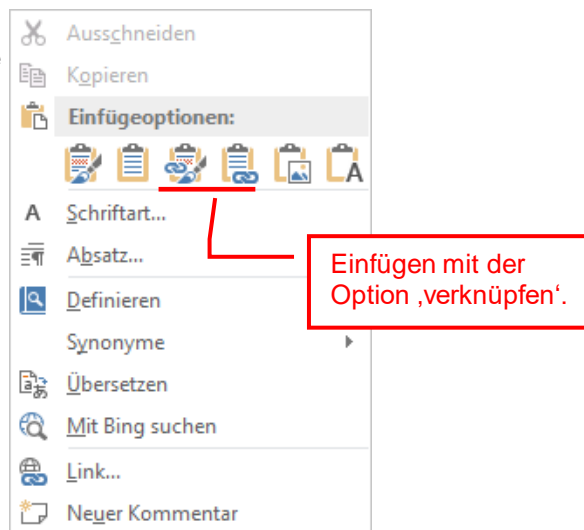 Ausschneiden
Kopieren
Einfügeoptionen:
A Schriftart...
Absatz...
Einfügen mit der
Option ‚verknüpfen‘.
Definieren
Synonyme
Übersetzen
Mit Bing suchen
Link...
Neuer Kommentar